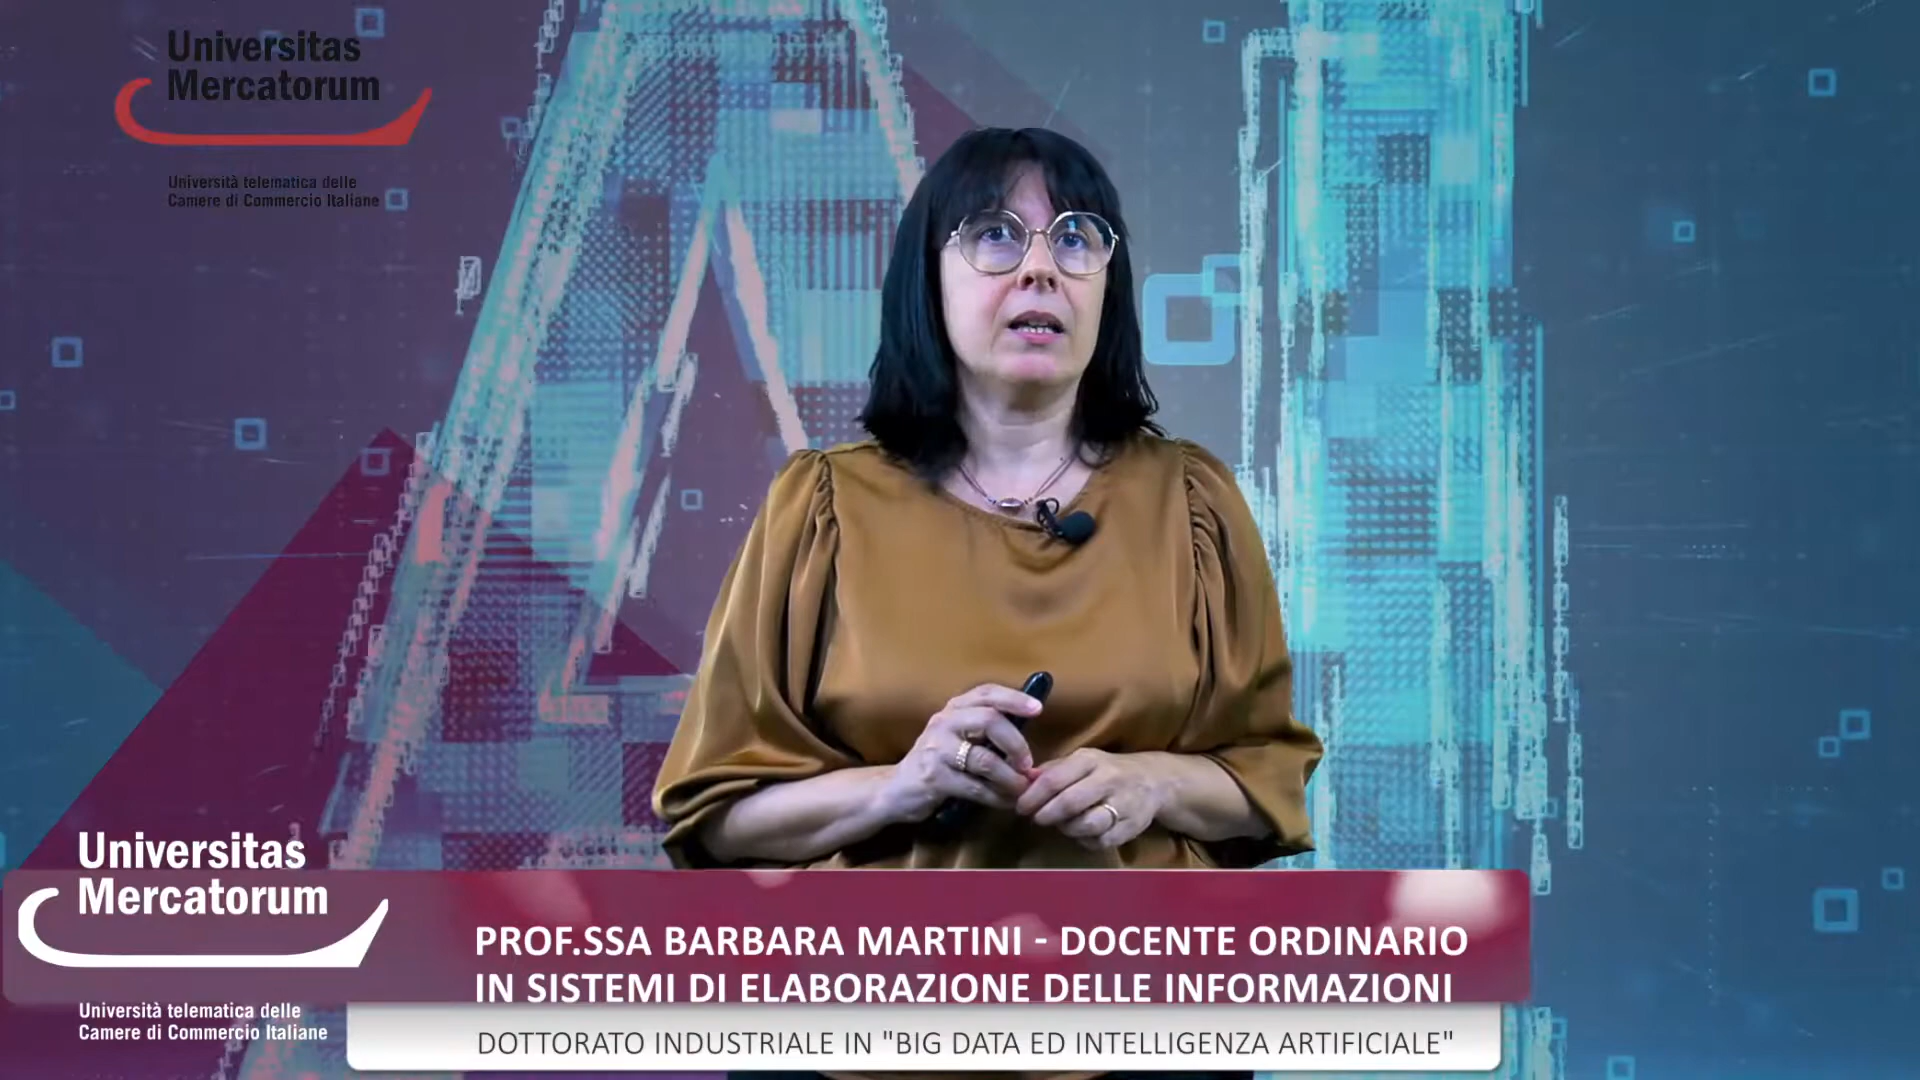 Universitas
Mercatorum
Università telematica delle
Camere di Commercio Italiane
AI
Universitas
Mercatorum
Università telematica delle
Camere di Commercio Italiane
PROF.SSA BARBARA MARTINI - DOCENTE ORDINARIO
IN SISTEMI DI ELABORAZIONE DELLE INFORMAZIONI
DOTTORATO INDUSTRIALE IN "BIG DATA ED INTELLIGENZA ARTIFICIALE"